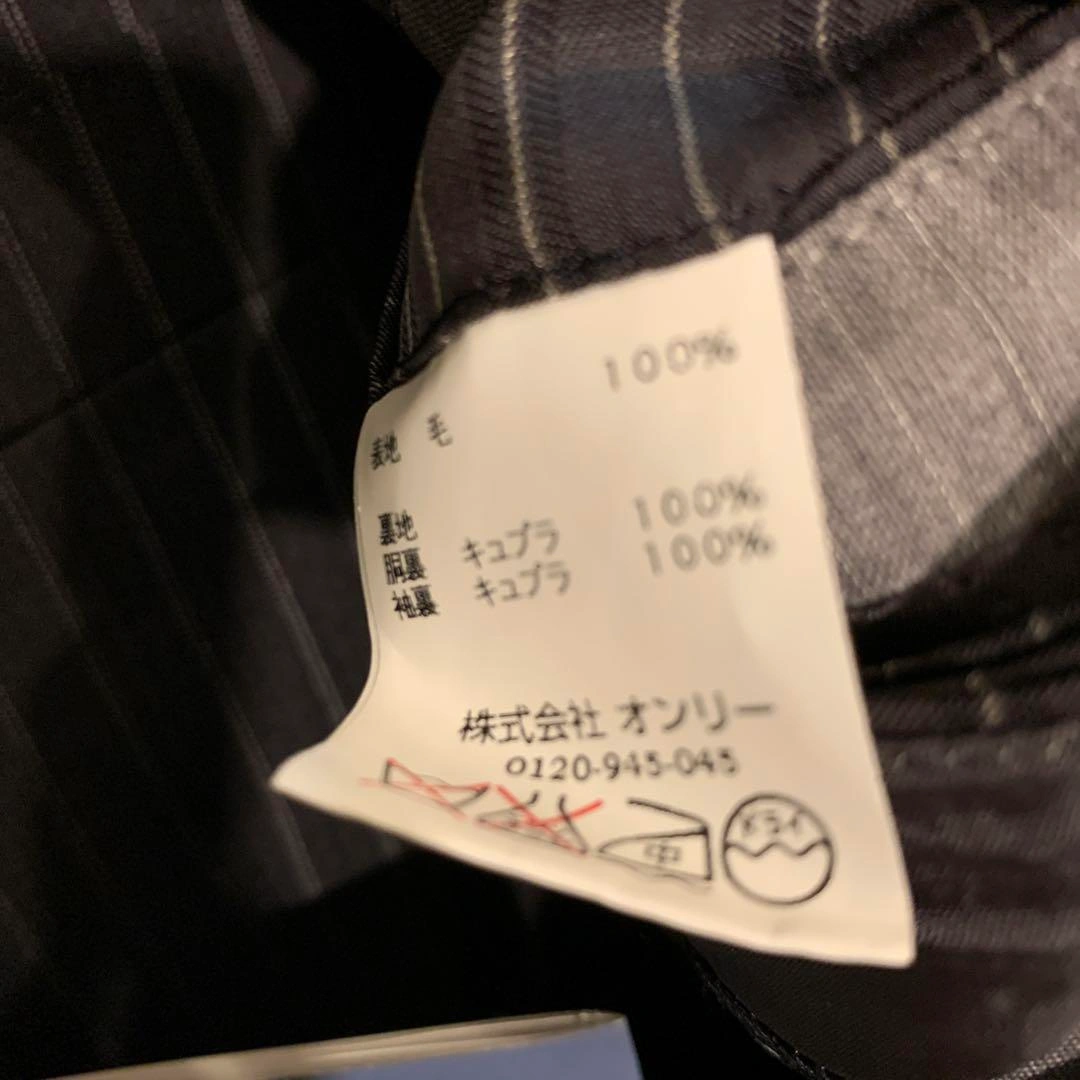 表地 毛 100%
裏地
胴裏 キュプラ 100%
袖裏 キュプラ 100%
株式会社 オンリー
0120-945-045
中 ドライ